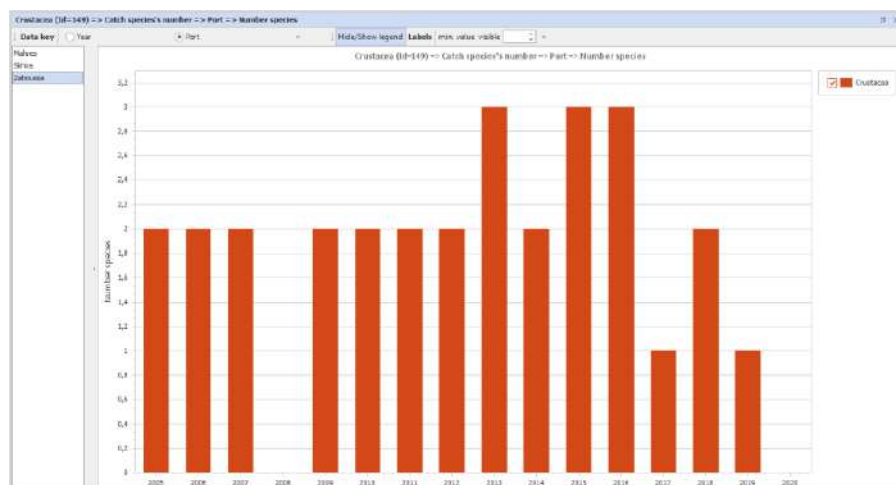 Crustacea (Id=149) => Catch species's number => Port => Number species
Data key Year Port Hide/Show legend Labels min. value visible
Crustacea (Id=149) => Catch species's number => Port => Number species
Crustacea
Number species
3,2
3
2,8
2,6
2,4
2,2
2
1,8
1,6
1,4
1,2
1
0,8
0,6
0,4
0,2
0
2005 2006 2007 2008 2009 2010 2011 2012 2013 2014 2015 2016 2017 2018 2019 2020